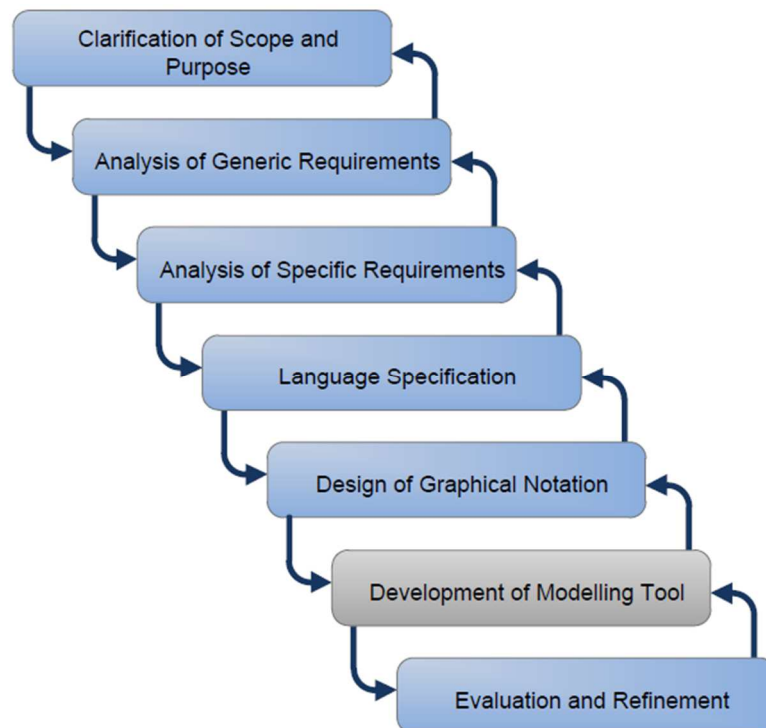 Clarification of Scope and
Purpose
Analysis of Generic Requirements
Analysis of Specific Requirements
Language Specification
Design of Graphical Notation
Development of Modelling Tool
Evaluation and Refinement